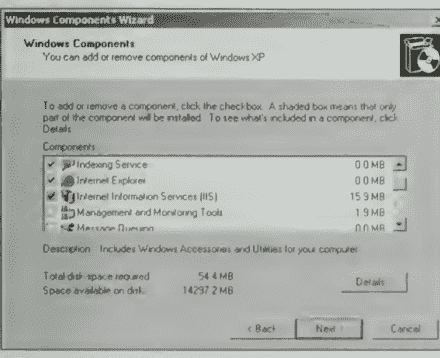 Windows Components Wizard
Windows Components
You can add or remove components of Windows XP
To add or remove a component, click the checkbox. A shaded box means that only
part of the component will be installed. To see what's included in a component, click
Details
Components
Indexing Service 0.0 MB
Internet Explorer 0.0 MB
Internet Information Services (IIS) 15.9 MB
Management and Monitoring Tools 1.9 MB
Message Queuing 0.0 MB
Description Includes Windows Accessories and Utilities for your computer
Total disk space required 54.4 MB
Space available on disk 14297.2 MB
Details
< Back Next > Cancel